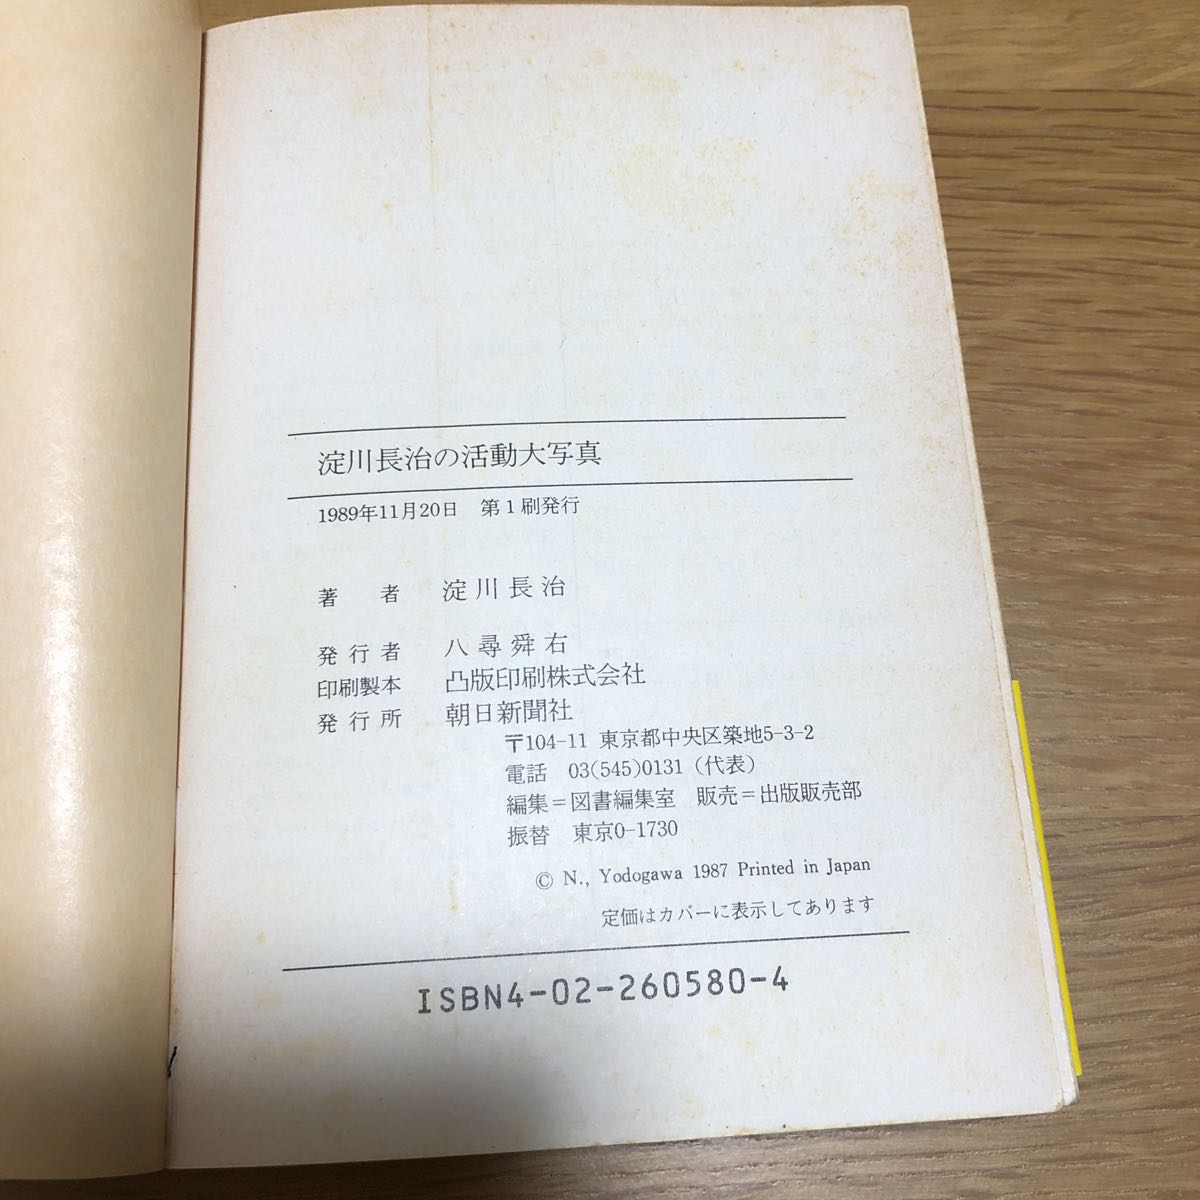 淀川長治の活動大写真
1989年11月20日　第1刷発行
著　者　淀川長治
発行者　八尋舜右
印刷製本　凸版印刷株式会社
発行所　朝日新聞社
〒104-11 東京都中央区築地5-3-2
電話　03(545)0131（代表）
編集＝図書編集室　販売＝出版販売部
振替　東京0-1730
© N., Yodogawa 1987 Printed in Japan
定価はカバーに表示してあります
ISBN4-02-260580-4